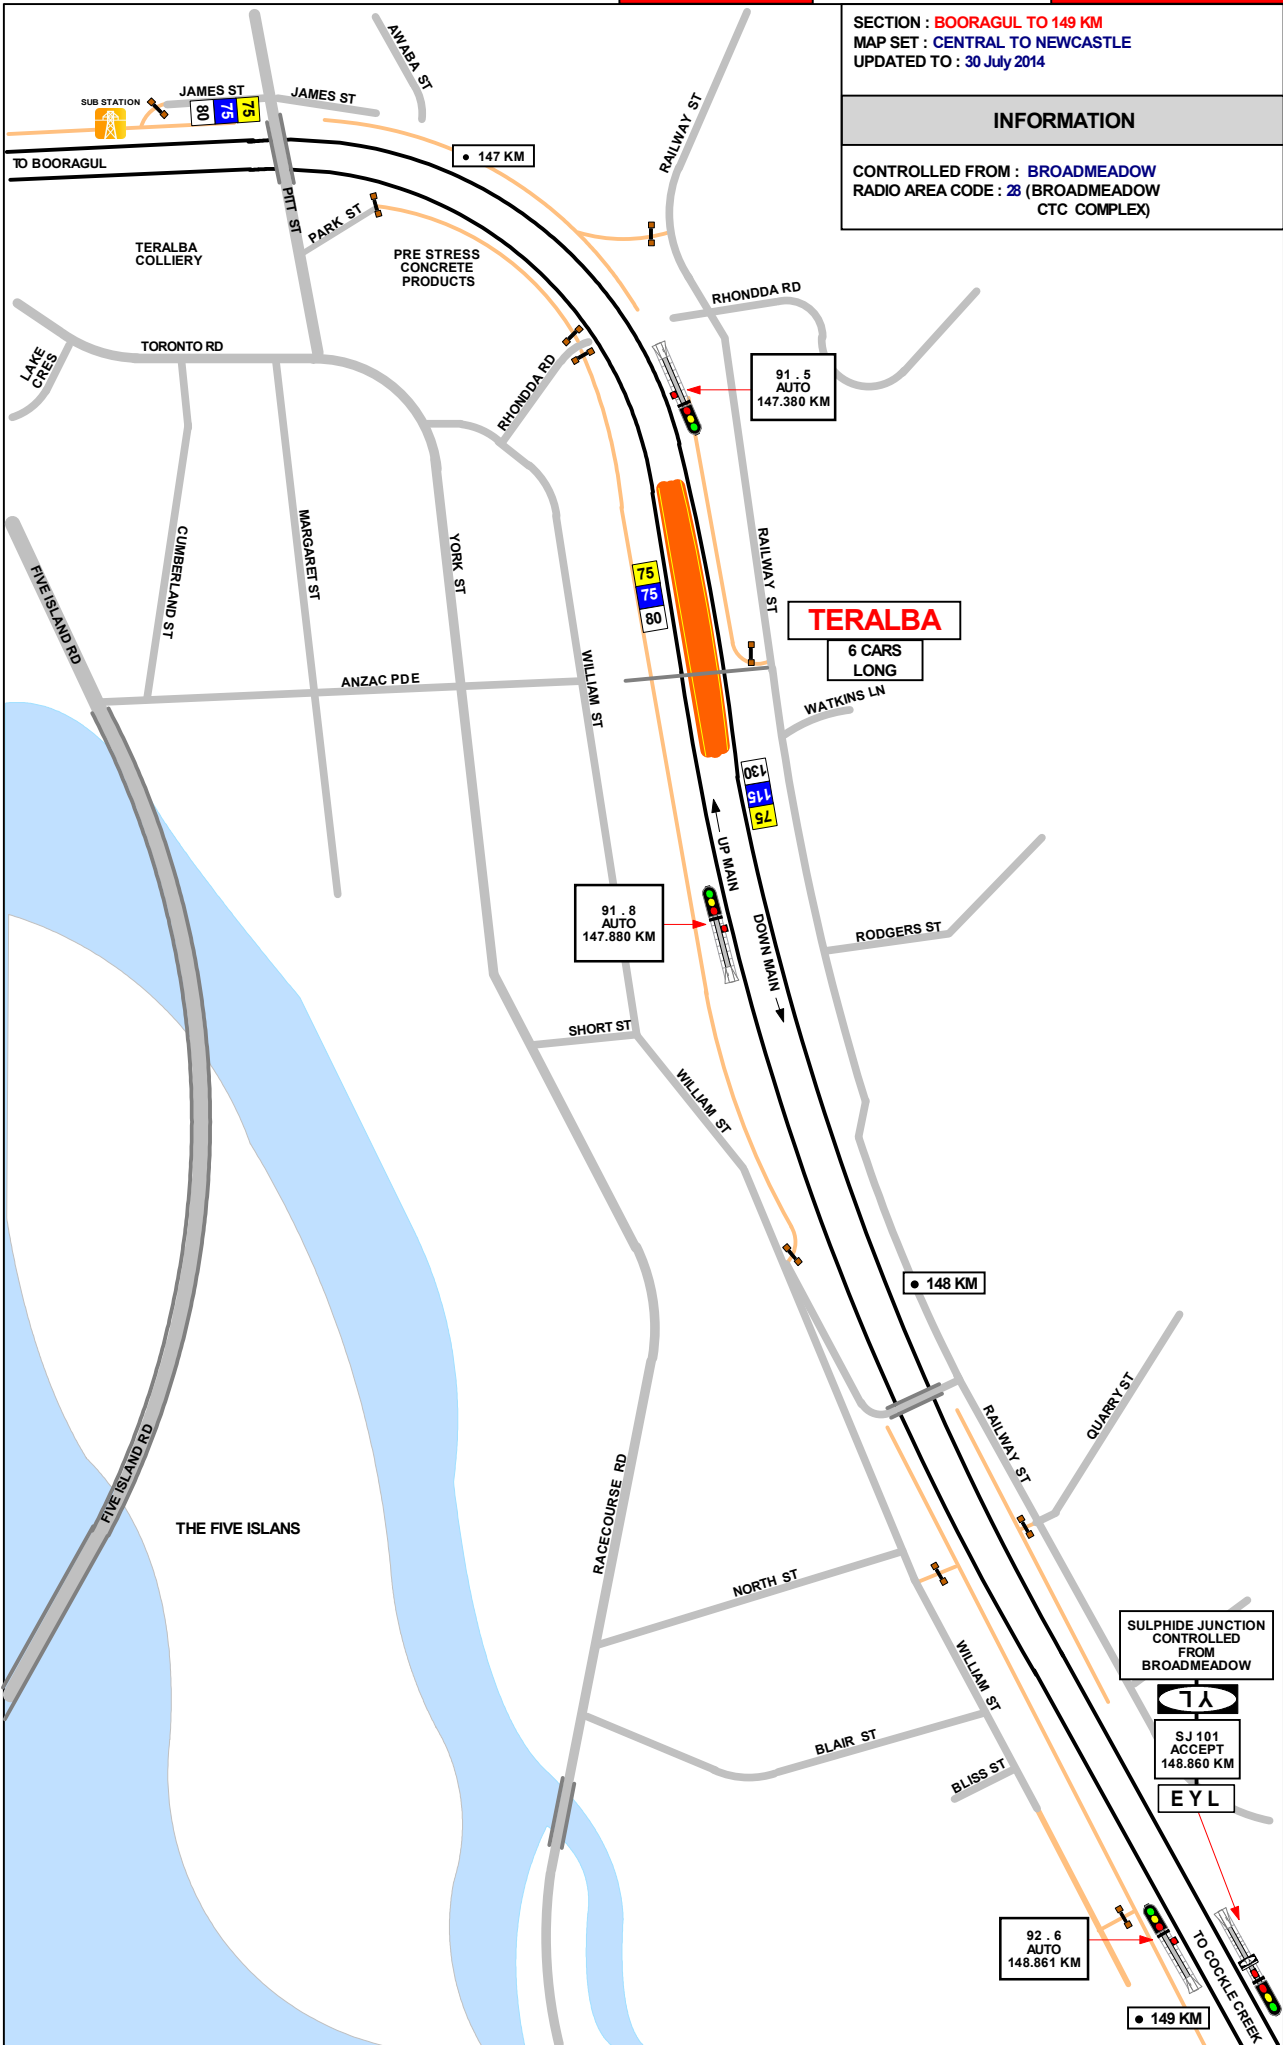 SECTION : BOORAGUL TO 149 KM
MAP SET : CENTRAL TO NEWCASTLE
UPDATED TO : 30 July 2014
INFORMATION
CONTROLLED FROM : BROADMEADOW
RADIO AREA CODE : 28 (BROADMEADOW
CTC COMPLEX)
AWABA ST
SUB STATION
JAMES ST
JAMES ST
80
75
75
TO BOORAGUL
147 KM
RAILWAY ST
PITT ST
PARK ST
TERALBA
COLLIERY
PRE STRESS
CONCRETE
PRODUCTS
RHONDDA RD
TORONTO RD
LAKE
CRES
RHONDDA RD
91 . 5
AUTO
147.380 KM
CUMBERLAND ST
MARGARET ST
YORK ST
RAILWAY ST
FIVE ISLAND RD
75
75
80
TERALBA
6 CARS
LONG
ANZAC PDE
WILLIAM ST
WATKINS LN
130
115
75
UP MAIN
91 . 8
AUTO
147.880 KM
DOWN MAIN
RODGERS ST
SHORT ST
WILLIAM ST
148 KM
QUARRY ST
RAILWAY ST
FIVE ISLAND RD
RACECOURSE RD
THE FIVE ISLANS
NORTH ST
SULPHIDE JUNCTION
CONTROLLED
FROM
BROADMEADOW
YL
WILLIAM ST
SJ 101
ACCEPT
148.860 KM
BLAIR ST
BLISS ST
E Y L
92 . 6
AUTO
148.861 KM
TO COCKLE CREEK
149 KM